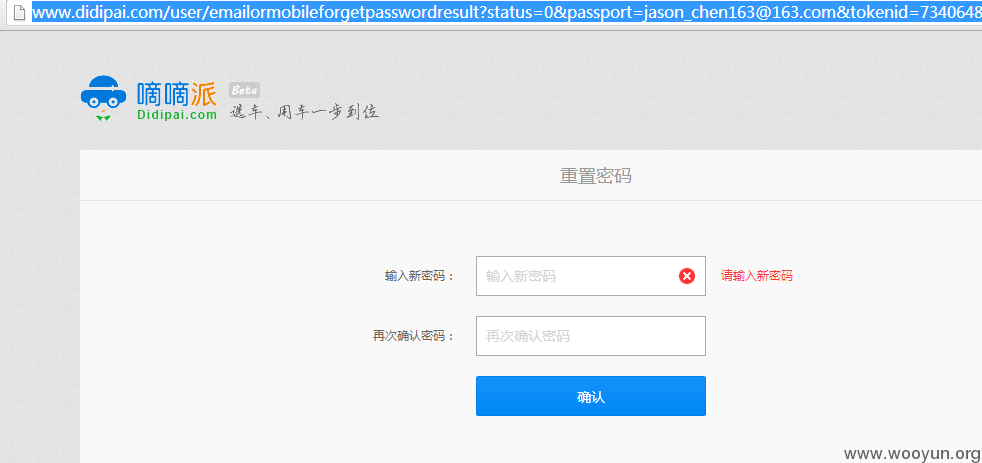 www.didipai.com/user/emailormobileforgetpasswordresult?status=0&passport=jason_chen163@163.com&tokenid=7340648
嘀嘀派 Beta
Didipai.com 选车、用车一步到位
重置密码
输入新密码： 输入新密码 请输入新密码
再次确认密码： 再次确认密码
确认
www.wooyun.org